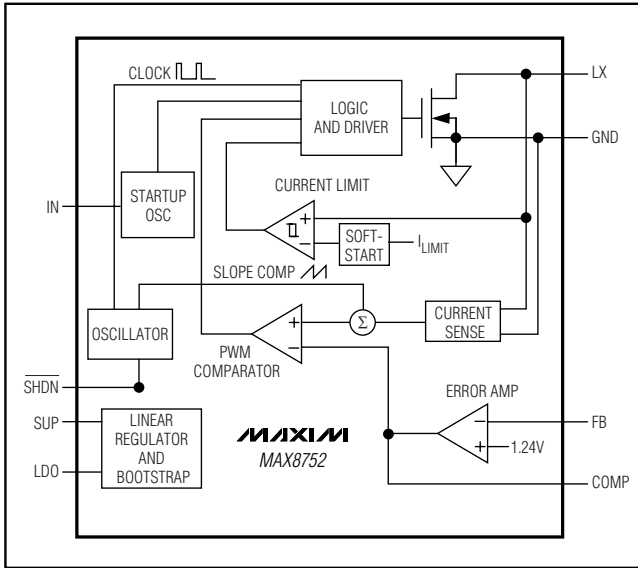 CLOCK
LX
LOGIC
AND DRIVER
GND
CURRENT LIMIT
STARTUP
OSC
IN
+
−
SOFT-
START
I_LIMIT
SLOPE COMP
OSCILLATOR
+
−
Σ
CURRENT
SENSE
PWM
COMPARATOR
SHDN
ERROR AMP
SUP
LINEAR
REGULATOR
AND
BOOTSTRAP
LDO
MAXIM
MAX8752
−
+
1.24V
FB
COMP